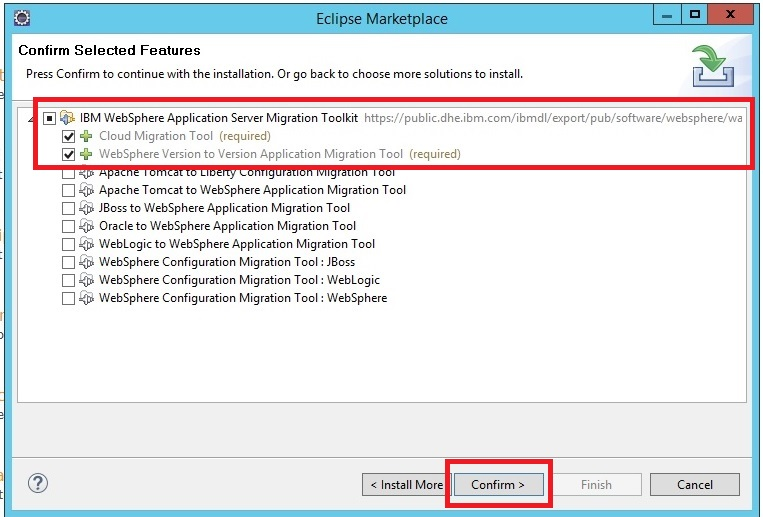 Eclipse Marketplace
Confirm Selected Features
Press Confirm to continue with the installation. Or go back to choose more solutions to install.
IBM WebSphere Application Server Migration Toolkit https://public.dhe.ibm.com/ibmdl/export/pub/software/websphere/wa
Cloud Migration Tool (required)
WebSphere Version to Version Application Migration Tool (required)
Apache Tomcat to Liberty Configuration Migration Tool
Apache Tomcat to WebSphere Application Migration Tool
JBoss to WebSphere Application Migration Tool
Oracle to WebSphere Application Migration Tool
WebLogic to WebSphere Application Migration Tool
WebSphere Configuration Migration Tool : JBoss
WebSphere Configuration Migration Tool : WebLogic
WebSphere Configuration Migration Tool : WebSphere
? < Install More Confirm > Finish Cancel